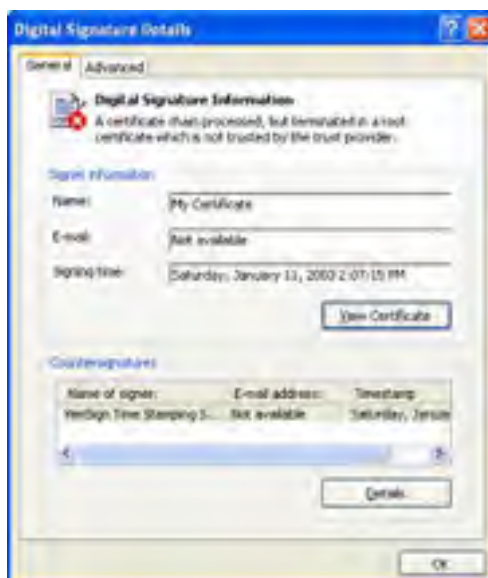 Digital Signature Details
General Advanced
Digital Signature Information
A certificate chain processed, but terminated in a root
certificate which is not trusted by the trust provider.
Signer information
Name: My Certificate
E-mail: Not available
Signing time: Saturday, January 11, 2003 2:07:15 PM
View Certificate
Countersignatures
Name of signer: E-mail address: Timestamp
VeriSign Time Stamping S... Not available Saturday, Januar
Details
OK